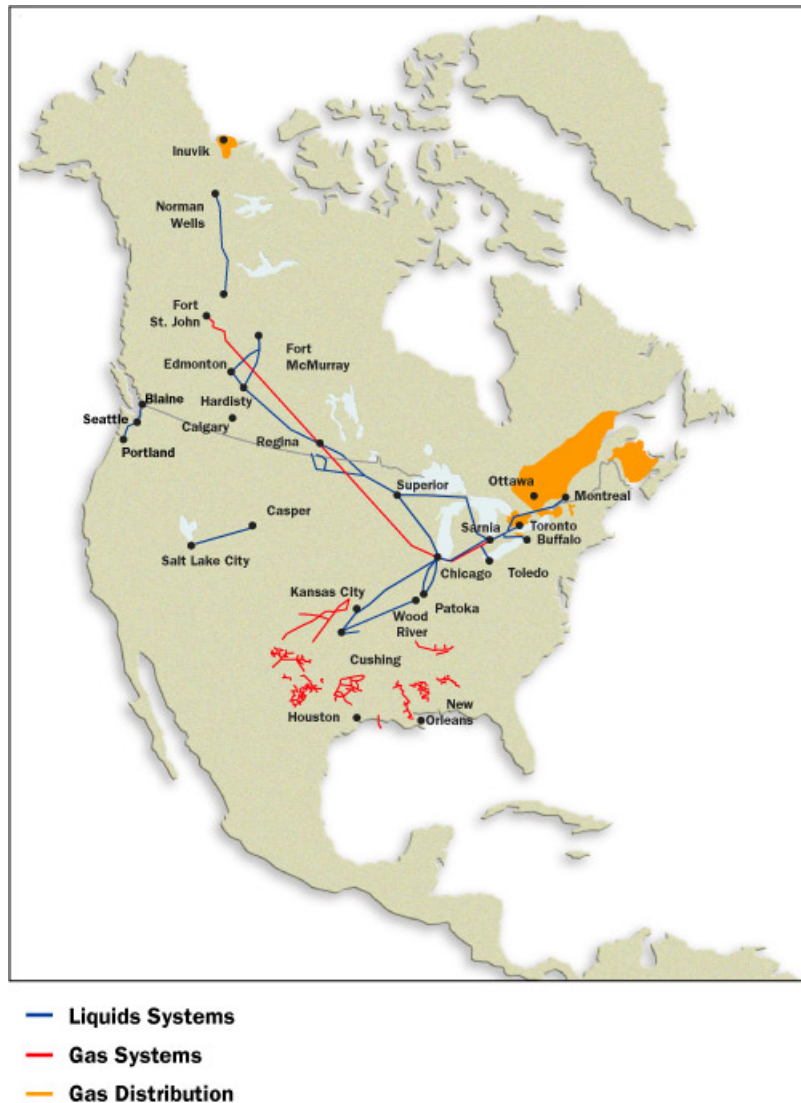 Inuvik
Norman
Wells
Fort
St. John
Fort
McMurray
Edmonton
Hardisty
Blaine
Seattle
Calgary
Regina
Portland
Superior
Ottawa
Montreal
Casper
Sarnia
Toronto
Buffalo
Salt Lake City
Chicago
Toledo
Kansas City
Patoka
Wood
River
Cushing
New
Orleans
Houston
Liquids Systems
Gas Systems
Gas Distribution